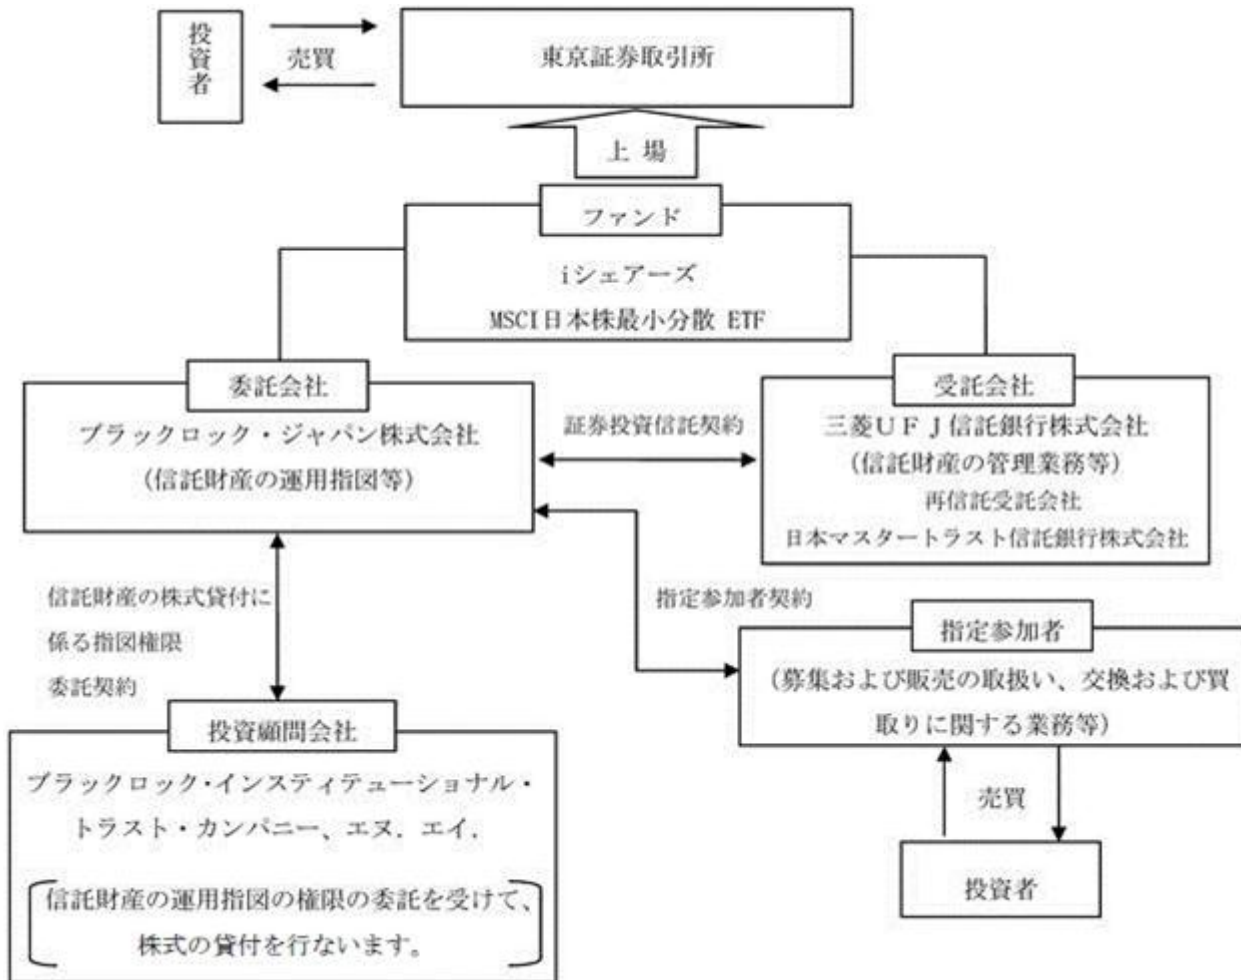 投資者
売買
東京証券取引所
上 場
ファンド
iシェアーズ
MSCI日本株最小分散 ETF
委託会社
ブラックロック・ジャパン株式会社
(信託財産の運用指図等)
証券投資信託契約
受託会社
三菱UFJ信託銀行株式会社
(信託財産の管理業務等)
再信託受託会社
日本マスタートラスト信託銀行株式会社
信託財産の株式貸付に
係る指図権限
委託契約
指定参加者契約
指定参加者
(募集および販売の取扱い、交換および買
取りに関する業務等)
投資顧問会社
ブラックロック・インスティテューショナル・
トラスト・カンパニー、エヌ. エイ.
信託財産の運用指図の権限の委託を受けて、
株式の貸付を行ないます。
売買
投資者